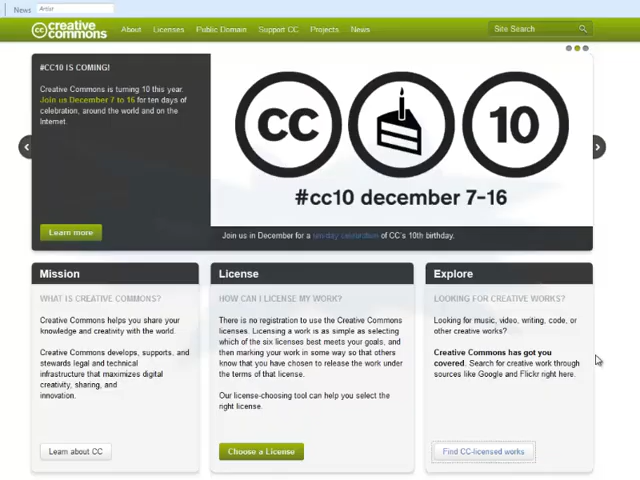 News Artist
creative commons About Licenses Public Domain Support CC Projects News Site Search
#CC10 IS COMING!
Creative Commons is turning 10 this year.
Join us December 7 to 16 for ten days of
celebration, around the world and on the
Internet.
Learn more
CC 10
#cc10 december 7-16
Join us in December for a ten-day celebration of CC's 10th birthday.
Mission
WHAT IS CREATIVE COMMONS?
Creative Commons helps you share your
knowledge and creativity with the world.
Creative Commons develops, supports, and
stewards legal and technical
infrastructure that maximizes digital
creativity, sharing, and
innovation.
Learn about CC
License
HOW CAN I LICENSE MY WORK?
There is no registration to use the Creative Commons
licenses. Licensing a work is as simple as selecting
which of the six licenses best meets your goals, and
then marking your work in some way so that others
know that you have chosen to release the work under
the terms of that license.
Our license-choosing tool can help you select the
right license.
Choose a License
Explore
LOOKING FOR CREATIVE WORKS?
Looking for music, video, writing, code, or
other creative works?
Creative Commons has got you
covered. Search for creative work through
sources like Google and Flickr right here.
Find CC-licensed works